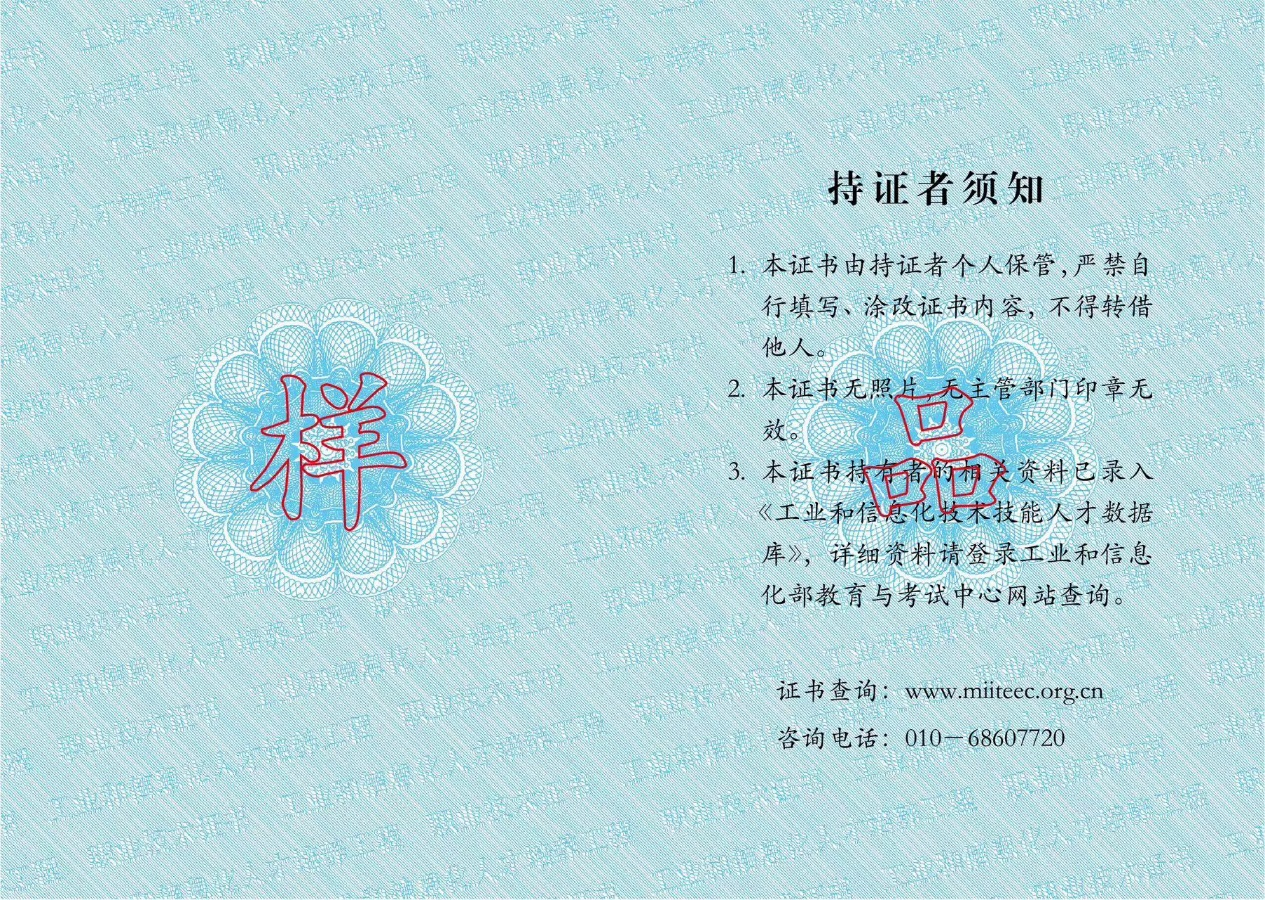 样
品
持证者须知
1. 本证书由持证者个人保管，严禁自
行填写、涂改证书内容，不得转借
他人。
2. 本证书无照片，无主管部门印章无
效。
3. 本证书持有者的相关资料已录入
《工业和信息化技术技能人才数据
库》，详细资料请登录工业和信息
化部教育与考试中心网站查询。
证书查询：www.miiteec.org.cn
咨询电话：010－68607720